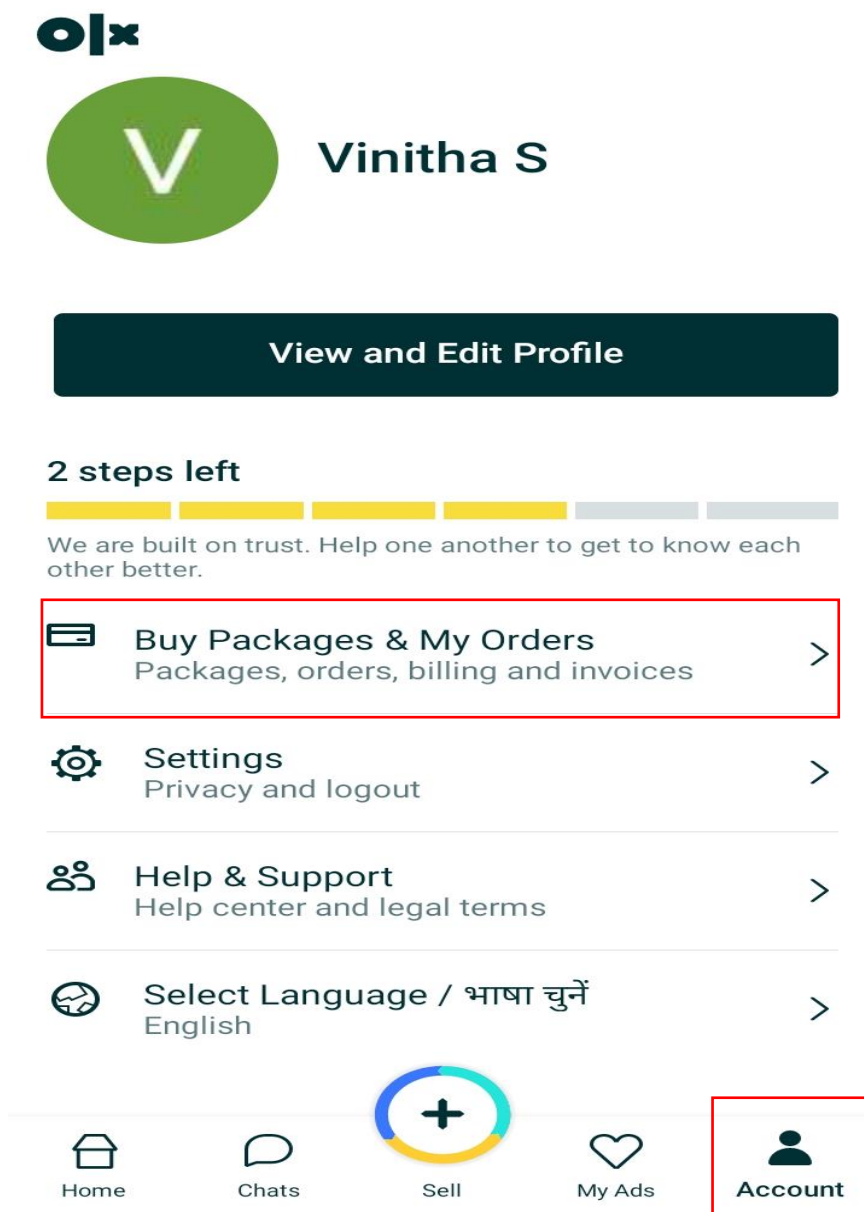 olx
V
Vinitha S
View and Edit Profile
2 steps left
We are built on trust. Help one another to get to know each
other better.
Buy Packages & My Orders
Packages, orders, billing and invoices
Settings
Privacy and logout
Help & Support
Help center and legal terms
Select Language / भाषा चुनें
English
Home
Chats
Sell
My Ads
Account